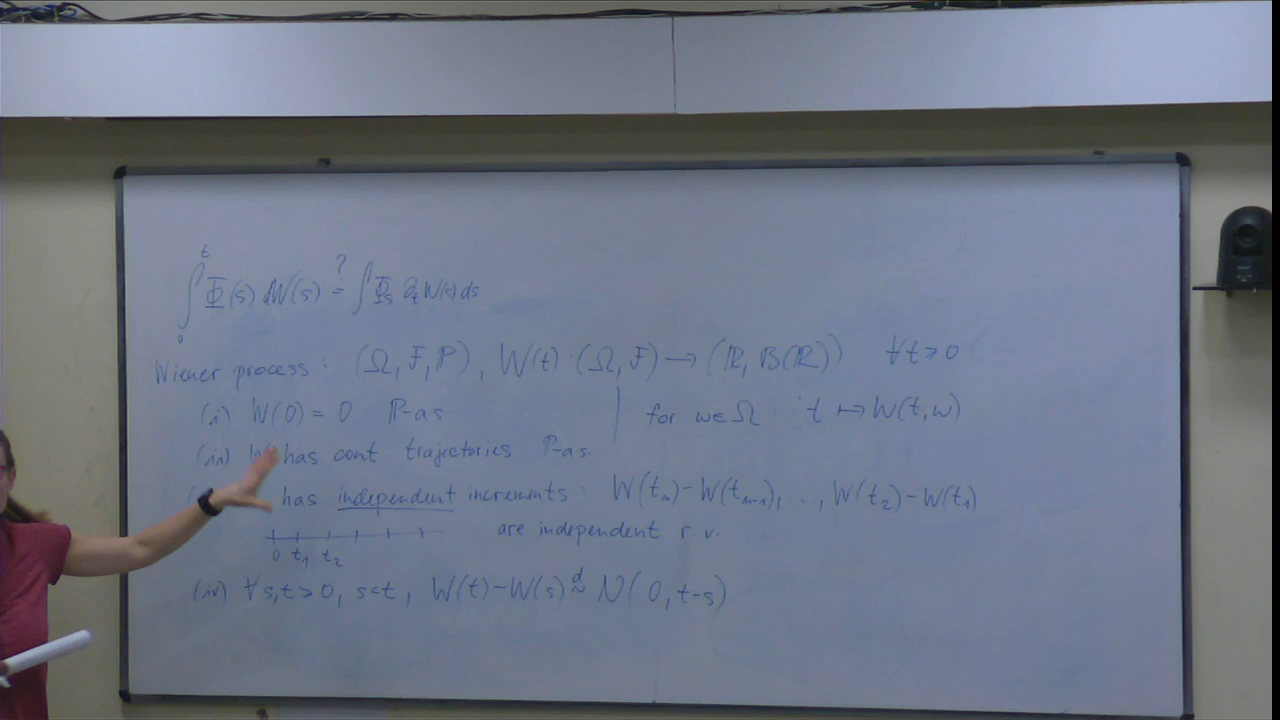 ∫₀ᵗ Φ(s) dW(s) ≟ ∫ Φₛ ∂ₜW(s) ds
Wiener process: (Ω, F, ℙ), W(t): (Ω, F) → (ℝ, B(ℝ)) ∀t>0
(i) W(0) = 0 ℙ-a.s. | for ω∈Ω t ↦ W(t,ω)
(ii) W has cont trajectories ℙ-a.s.
has independent increments: W(tₙ)-W(tₙ₋₁), ..., W(t₂)-W(t₁)
are independent r.v.
0 t₁ t₂
(iv) ∀s,t>0, s<t, W(t)-W(s) ~ᵈ N(0, t-s)